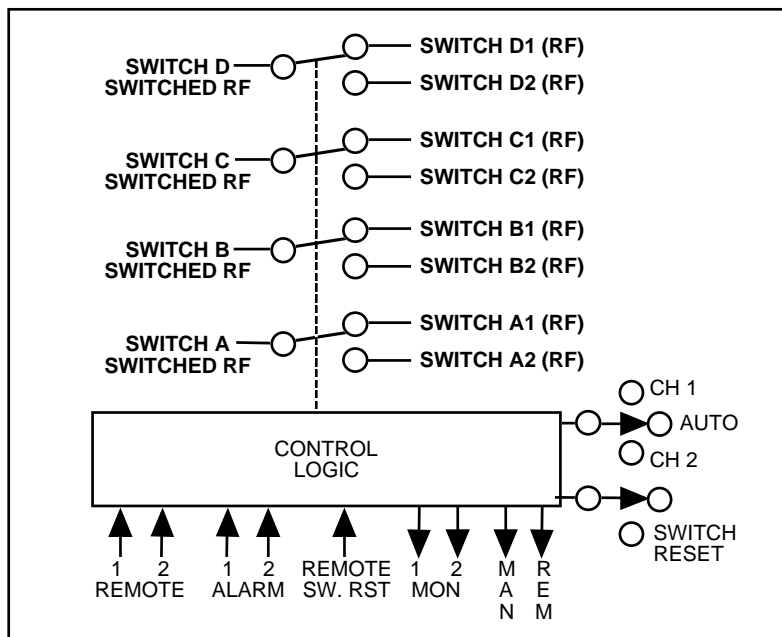 SWITCH D
SWITCHED RF
SWITCH D1 (RF)
SWITCH D2 (RF)
SWITCH C
SWITCHED RF
SWITCH C1 (RF)
SWITCH C2 (RF)
SWITCH B
SWITCHED RF
SWITCH B1 (RF)
SWITCH B2 (RF)
SWITCH A
SWITCHED RF
SWITCH A1 (RF)
SWITCH A2 (RF)
CONTROL
LOGIC
CH 1
AUTO
CH 2
SWITCH
RESET
1 2
REMOTE
1 2
ALARM
REMOTE
SW. RST
1 2
MON
MAN
REM